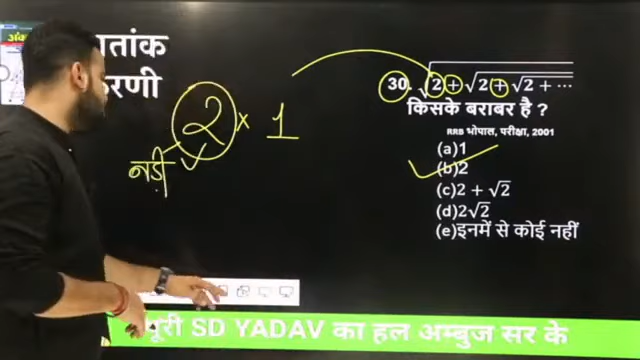 तांक
करणी
2 × 1
बड़ी ✓
30. √2 + √2 + √2 + ⋯
किसके बराबर है ?
RRB भोपाल, परीक्षा, 2001
(a)1
(b)2
(c)2 + √2
(d)2√2
(e)इनमें से कोई नहीं
SD YADAV का हल अम्बुज सर के